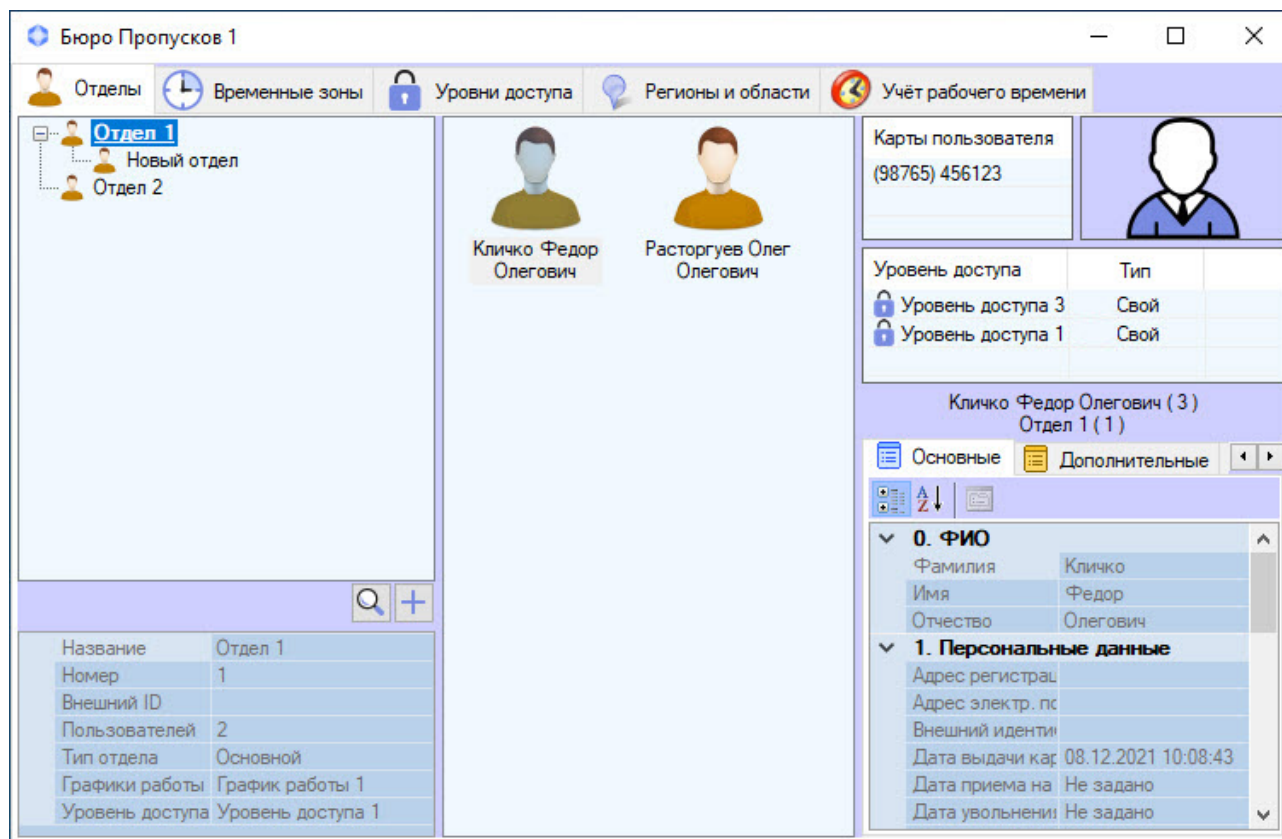 Бюро Пропусков 1
Отделы Временные зоны Уровни доступа Регионы и области Учёт рабочего времени
Отдел 1
Новый отдел
Отдел 2
Название Отдел 1
Номер 1
Внешний ID
Пользователей 2
Тип отдела Основной
Графики работы График работы 1
Уровень доступа Уровень доступа 1
Кличко Федор
Олегович
Расторгуев Олег
Олегович
Карты пользователя
(98765) 456123
Уровень доступа Тип
Уровень доступа 3 Свой
Уровень доступа 1 Свой
Кличко Федор Олегович ( 3 )
Отдел 1 ( 1 )
Основные Дополнительные
A
Z
0. ФИО
Фамилия Кличко
Имя Федор
Отчество Олегович
1. Персональные данные
Адрес регистрац
Адрес электр. по
Внешний иденти
Дата выдачи кар 08.12.2021 10:08:43
Дата приема на Не задано
Дата увольнени Не задано